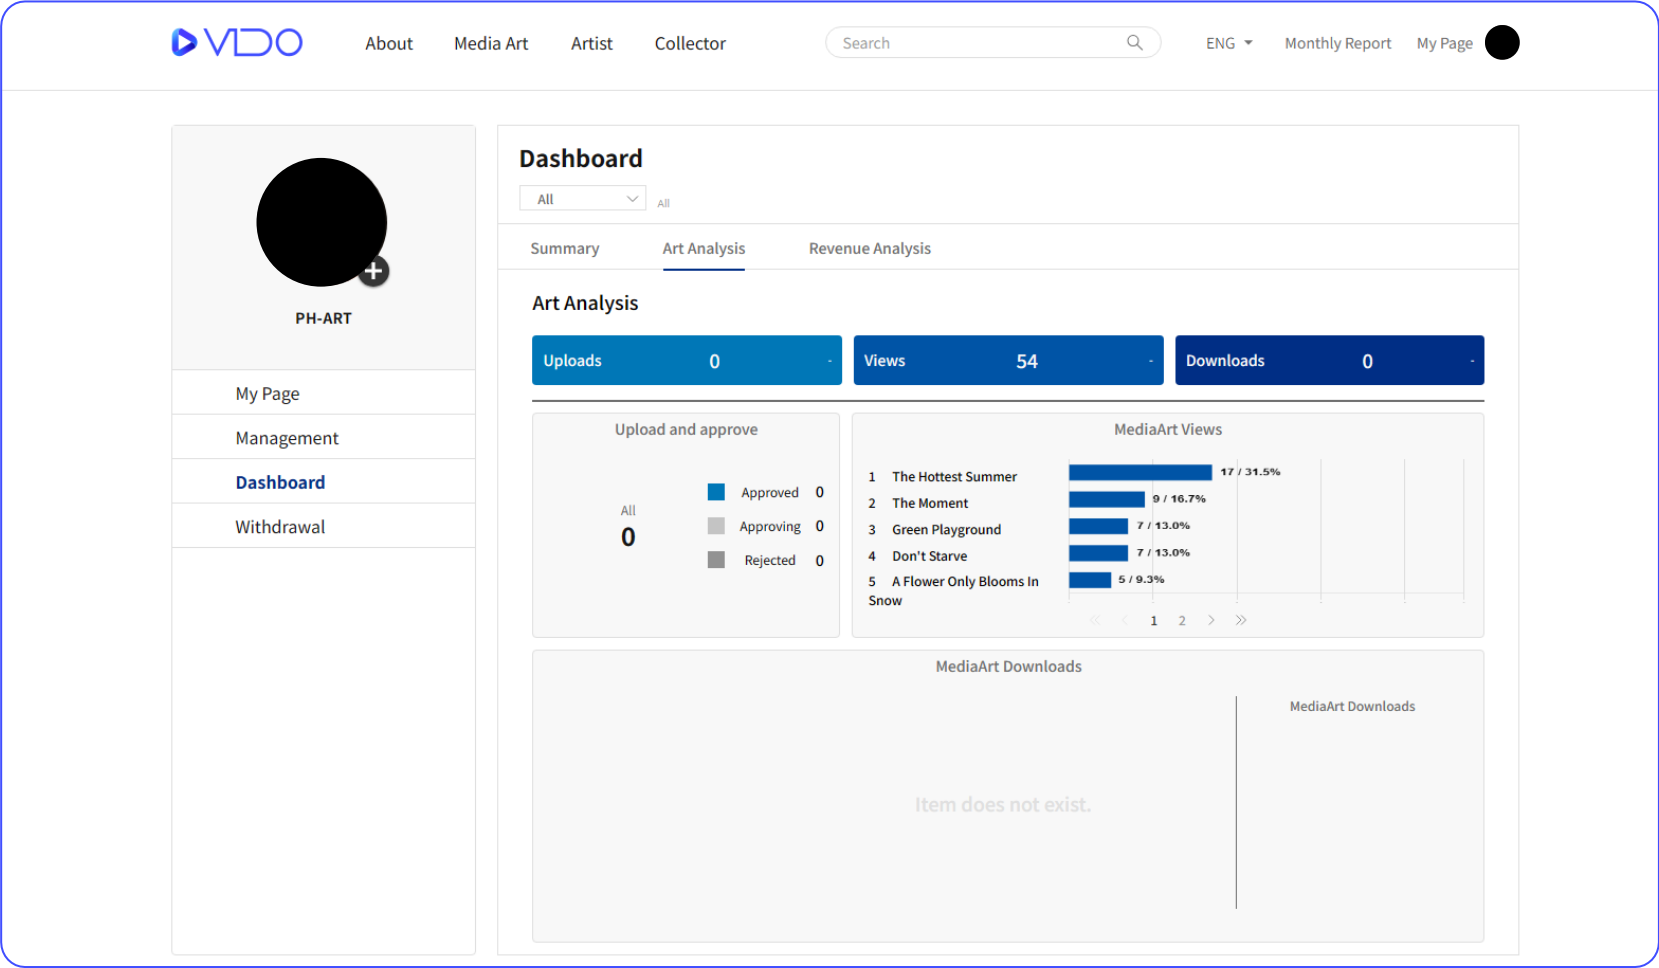 VIDO
About Media Art Artist Collector
Search
ENG Monthly Report My Page
PH-ART
My Page
Management
Dashboard
Withdrawal
Dashboard
All
All
Summary Art Analysis Revenue Analysis
Art Analysis
Uploads 0 -
Views 54 -
Downloads 0 -
Upload and approve
All
0
Approved 0
Approving 0
Rejected 0
MediaArt Views
1 The Hottest Summer 17 / 31.5%
2 The Moment 9 / 16.7%
3 Green Playground 7 / 13.0%
4 Don't Starve 7 / 13.0%
5 A Flower Only Blooms In 5 / 9.3%
Snow
1 2
MediaArt Downloads
MediaArt Downloads
Item does not exist.